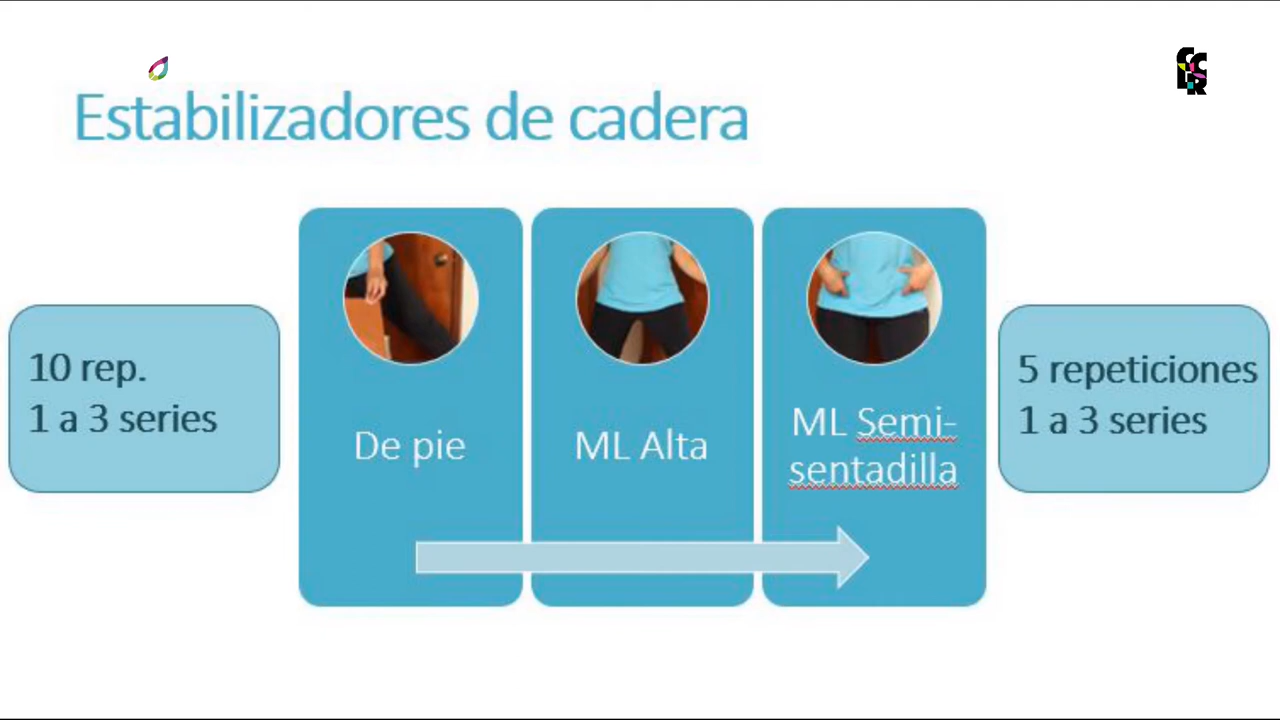 Estabilizadores de cadera
10 rep.
1 a 3 series
De pie
ML Alta
ML Semi-
sentadilla
5 repeticiones
1 a 3 series